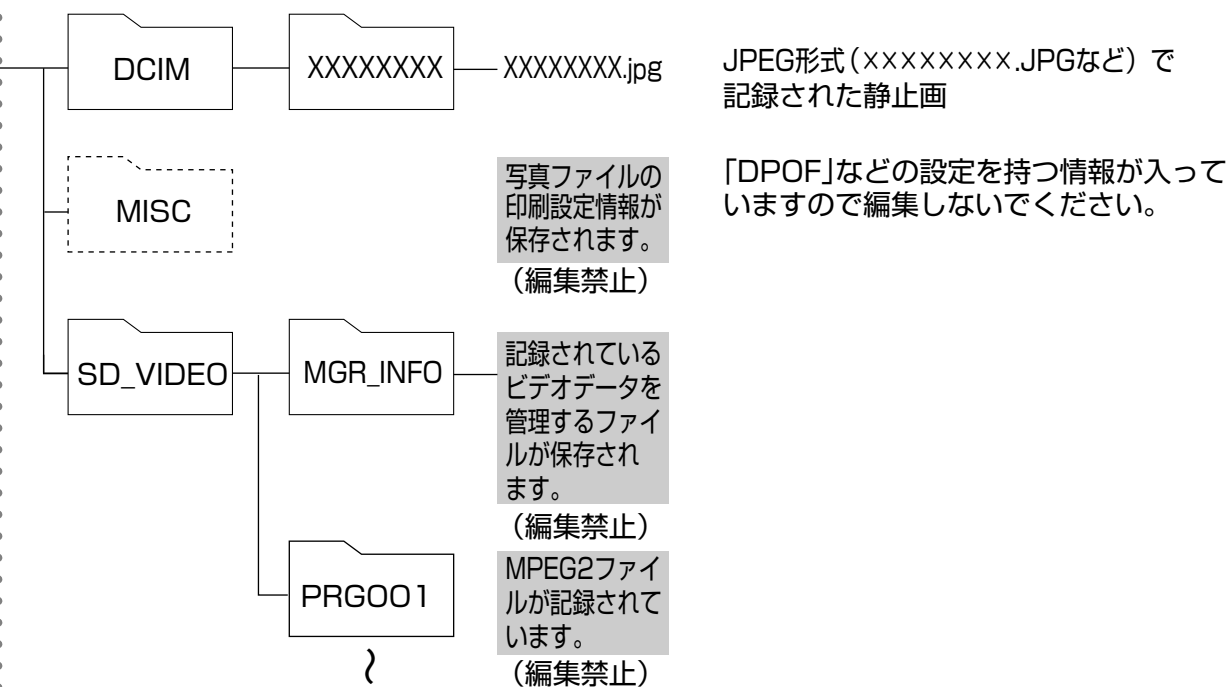 DCIM
XXXXXXXX
XXXXXXXX.jpg
JPEG形式(××××××××.JPGなど)で
記録された静止画
MISC
写真ファイルの
印刷設定情報が
保存されます。
(編集禁止)
「DPOF」などの設定を持つ情報が入って
いますので編集しないでください。
SD_VIDEO
MGR_INFO
記録されている
ビデオデータを
管理するファイ
ルが保存され
ます。
(編集禁止)
PRG001
～
MPEG2ファイ
ルが記録されて
います。
(編集禁止)